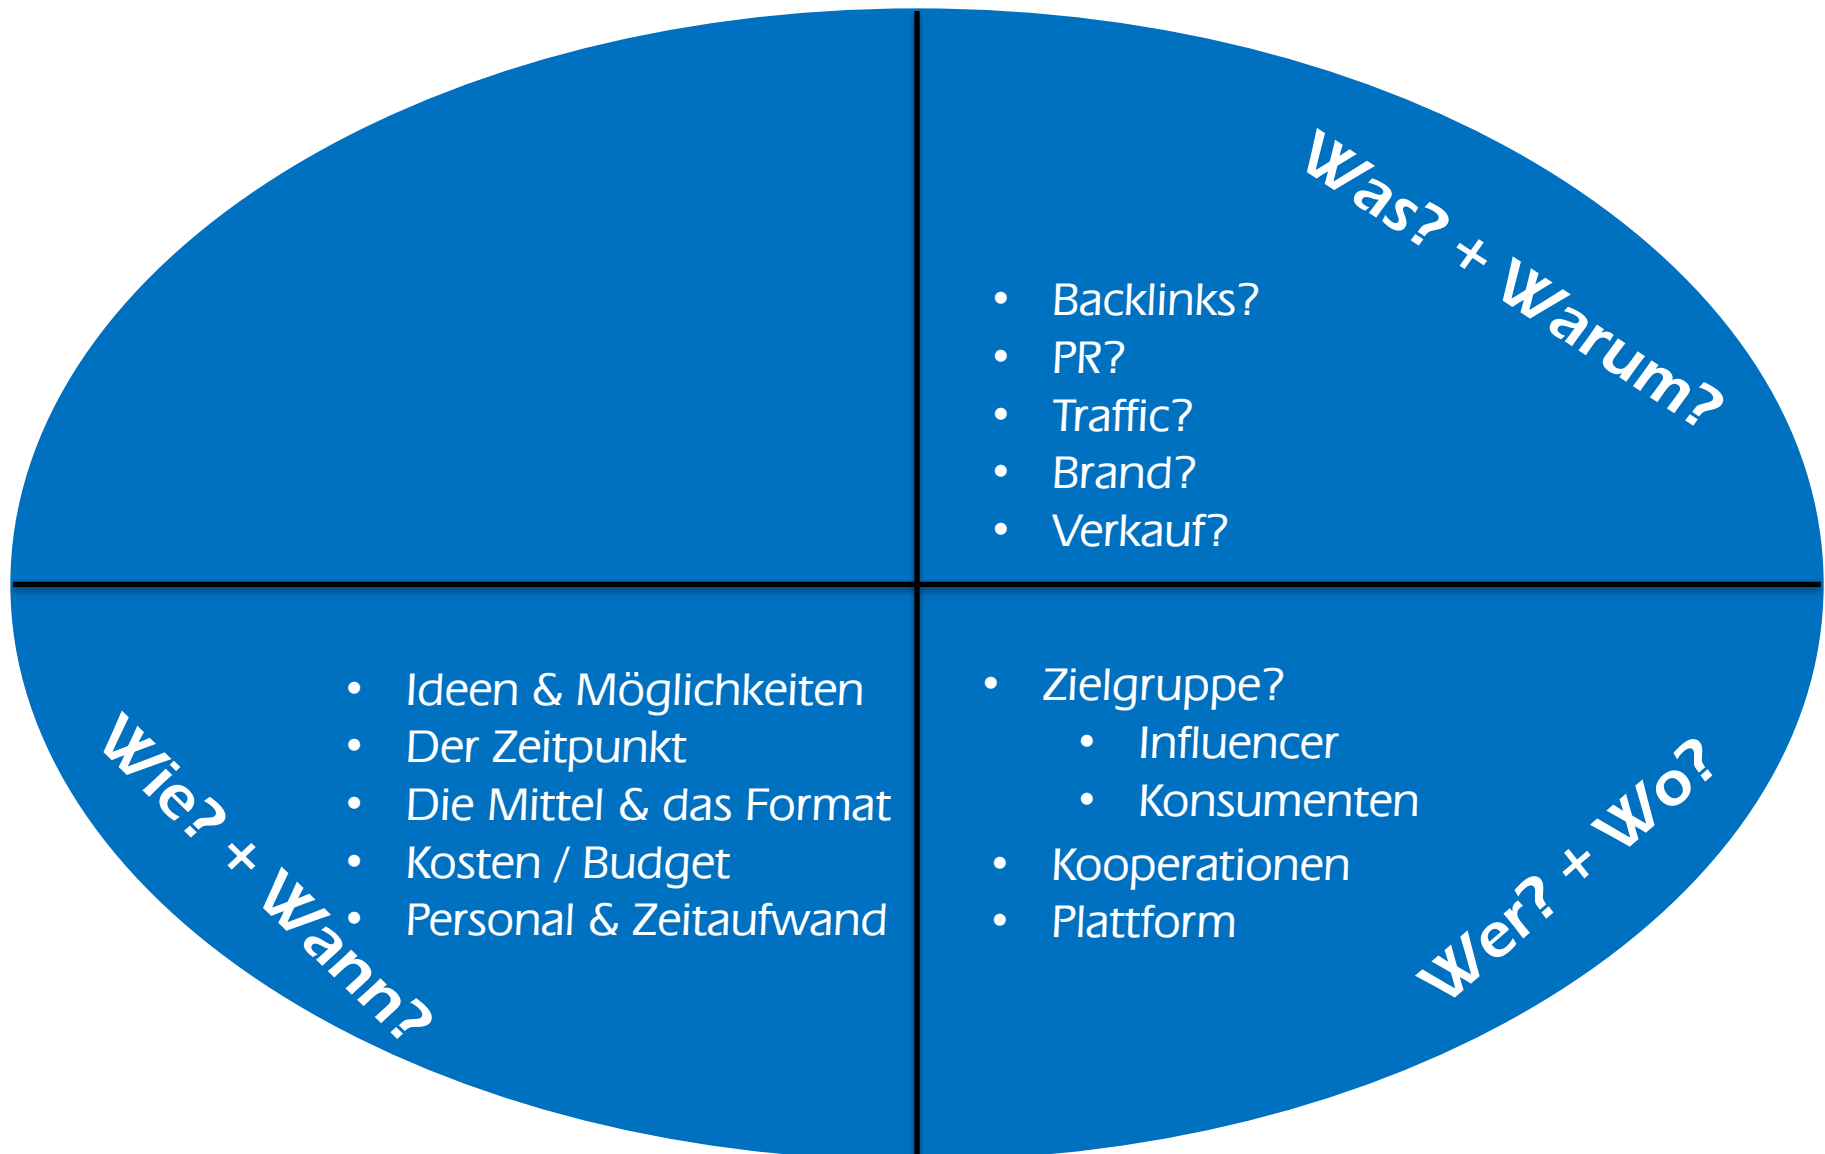 Was? + Warum?
• Backlinks?
• PR?
• Traffic?
• Brand?
• Verkauf?
Wer? + Wo?
• Zielgruppe?
• Influencer
• Konsumenten
• Kooperationen
• Plattform
Wie? + Wann?
• Ideen & Möglichkeiten
• Der Zeitpunkt
• Die Mittel & das Format
• Kosten / Budget
• Personal & Zeitaufwand